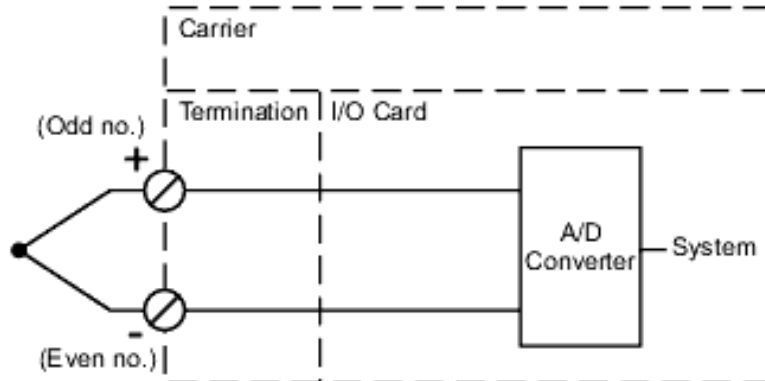 Carrier
Termination I/O Card
(Odd no.)
+
A/D
Converter
System
-
(Even no.)